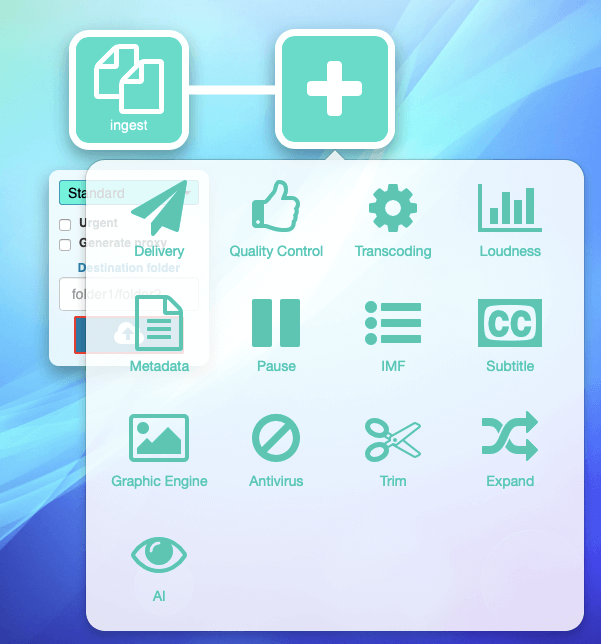 ingest
Standard
Urgent
Generate proxy
Destination folder
folder1/folder2
Delivery
Quality Control
Transcoding
Loudness
Metadata
Pause
IMF
CC
Subtitle
Graphic Engine
Antivirus
Trim
Expand
AI